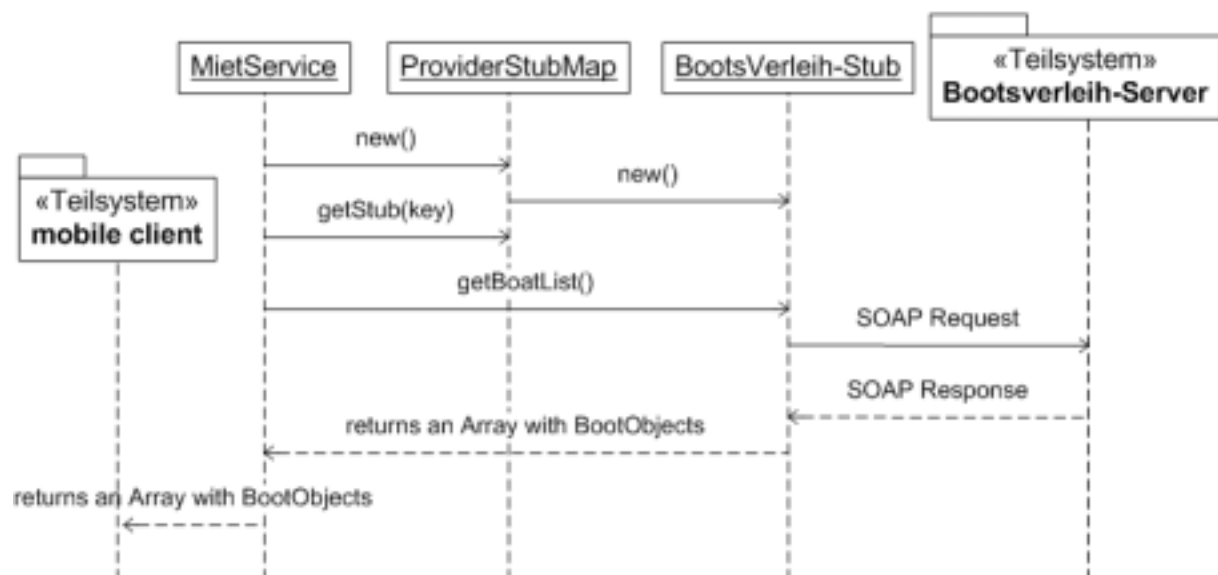 MietService
ProviderStubMap
BootsVerleih-Stub
«Teilsystem»
Bootsverleih-Server
new()
«Teilsystem»
mobile client
new()
getStub(key)
getBoatList()
SOAP Request
SOAP Response
returns an Array with BootObjects
returns an Array with BootObjects